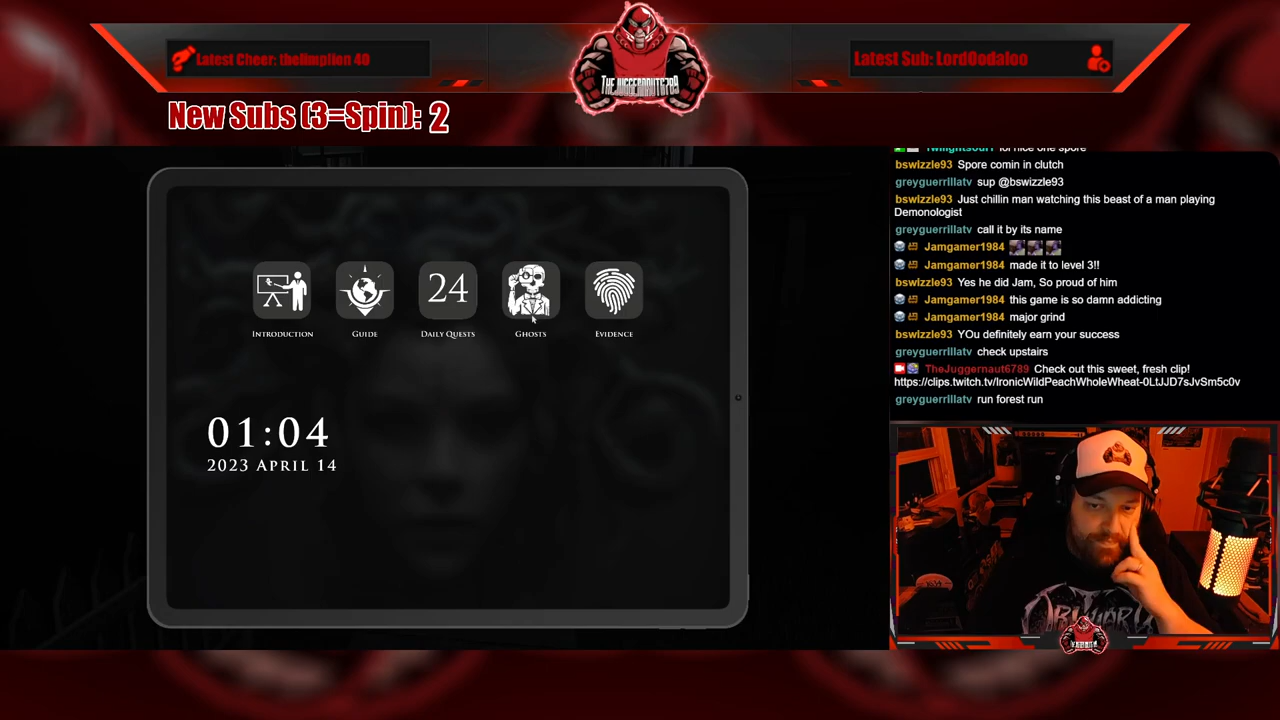 Latest Cheer: thelimplien 40
Latest Sub: LordOodaloo
THEJUGGERNAUT6789
New Subs (3=Spin): 2
bswizzle93 Spore comin in clutch
greyguerrillatv sup @bswizzle93
bswizzle93 Just chillin man watching this beast of a man playing
Demonologist
greyguerrillatv call it by its name
Jamgamer1984
Jamgamer1984 made it to level 3!!
bswizzle93 Yes he did Jam, So proud of him
Jamgamer1984 this game is so damn addicting
Jamgamer1984 major grind
bswizzle93 YOu definitely earn your success
greyguerrillatv check upstairs
TheJuggernaut6789 Check out this sweet, fresh clip!
https://clips.twitch.tv/IronicWildPeachWholeWheat-0LtJJD7sJvSm5c0v
greyguerrillatv run forest run
24
INTRODUCTION
GUIDE
DAILY QUESTS
GHOSTS
EVIDENCE
01:04
2023 APRIL 14